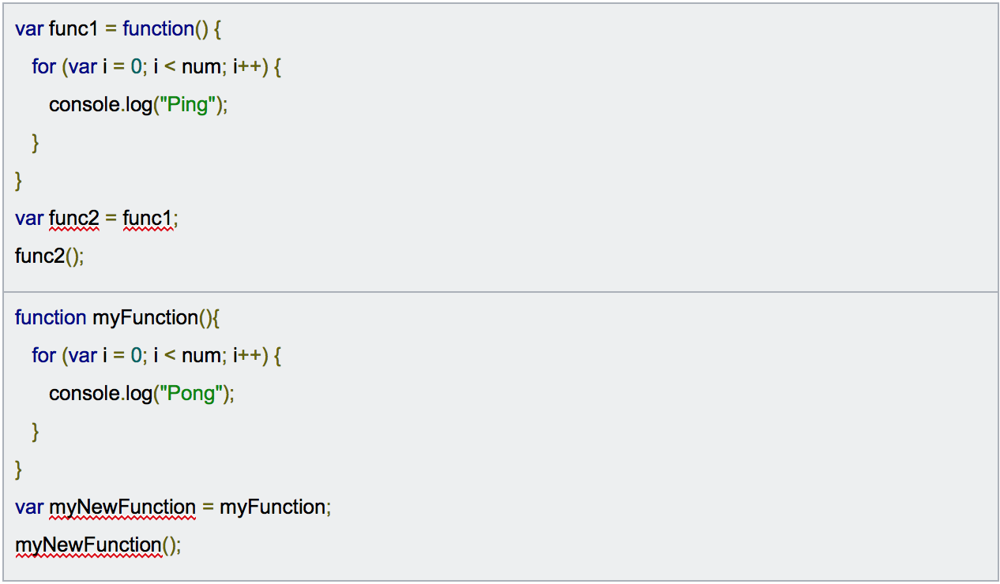 var func1 = function() {
for (var i = 0; i < num; i++) {
console.log("Ping");
}
}
var func2 = func1;
func2();
function myFunction(){
for (var i = 0; i < num; i++) {
console.log("Pong");
}
}
var myNewFunction = myFunction;
myNewFunction();